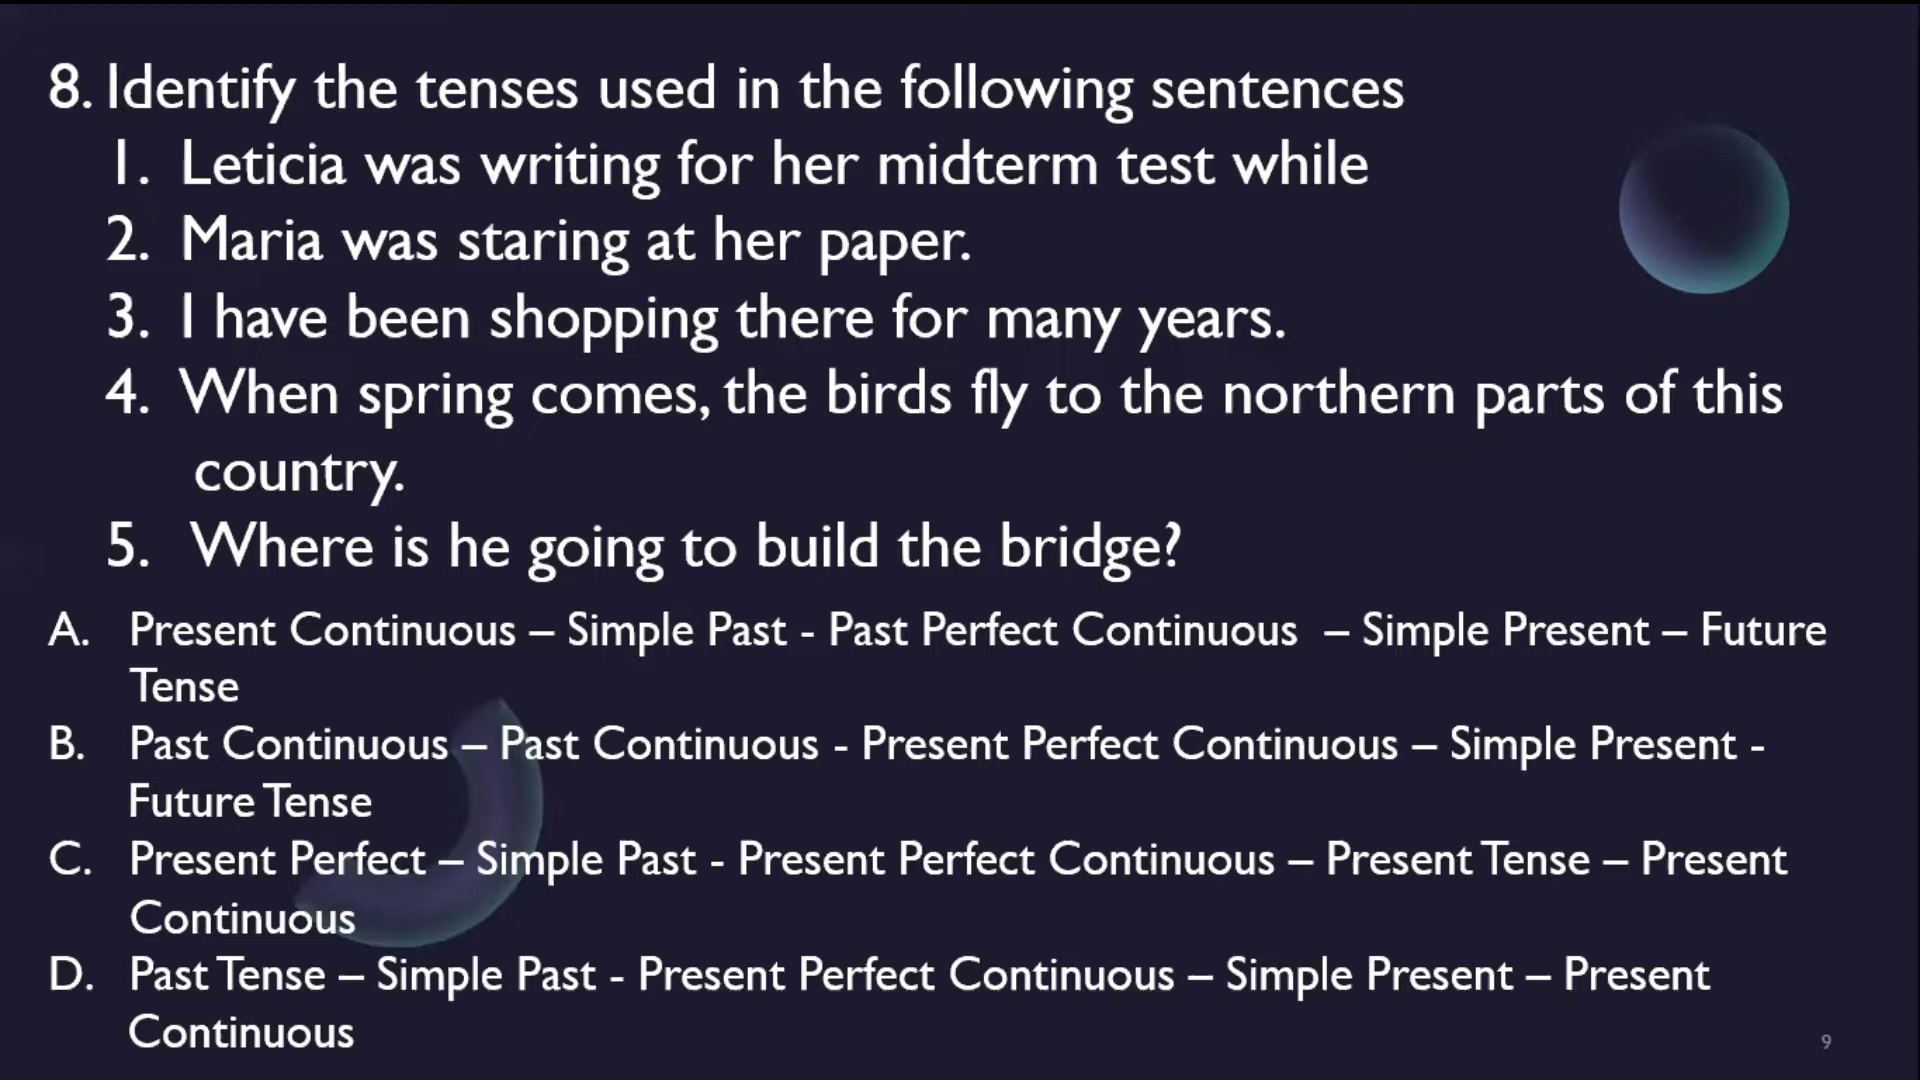 8. Identify the tenses used in the following sentences
1. Leticia was writing for her midterm test while
2. Maria was staring at her paper.
3. I have been shopping there for many years.
4. When spring comes, the birds fly to the northern parts of this
country.
5. Where is he going to build the bridge?
A. Present Continuous – Simple Past - Past Perfect Continuous – Simple Present – Future
Tense
B. Past Continuous – Past Continuous - Present Perfect Continuous – Simple Present -
Future Tense
C. Present Perfect – Simple Past - Present Perfect Continuous – Present Tense – Present
Continuous
D. Past Tense – Simple Past - Present Perfect Continuous – Simple Present – Present
Continuous
9